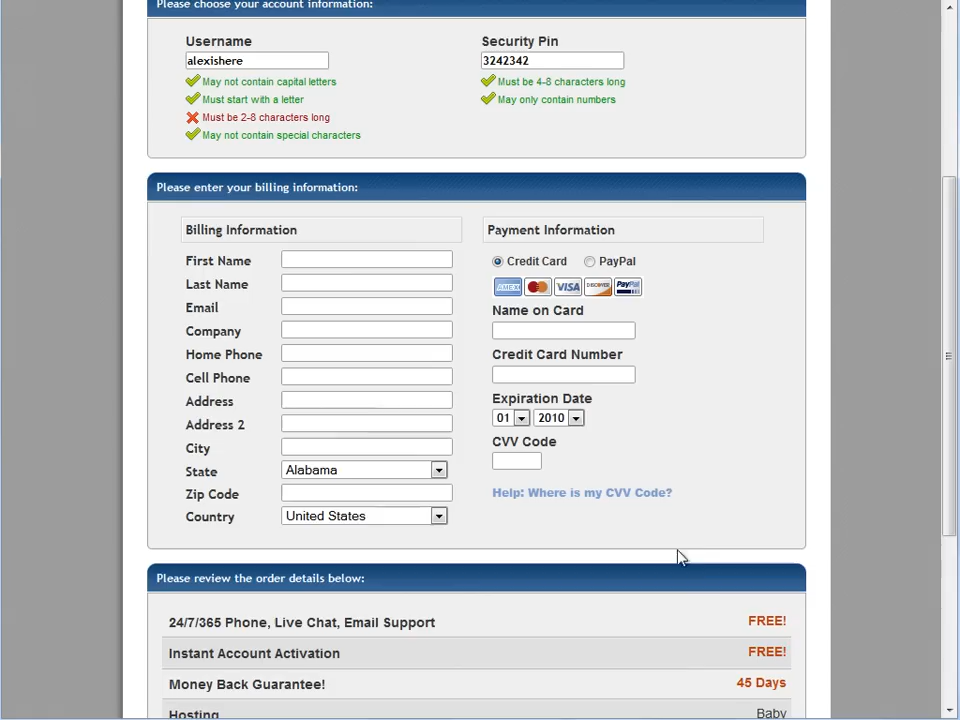 Please choose your account information:
Username Security Pin
alexishere 3242342
May not contain capital letters Must be 4-8 characters long
Must start with a letter May only contain numbers
Must be 2-8 characters long
May not contain special characters
Please enter your billing information:
Billing Information
First Name
Last Name
Email
Company
Home Phone
Cell Phone
Address
Address 2
City
State Alabama
Zip Code
Country United States
Payment Information
Credit Card PayPal
AMEX VISA DISCOVER PayPal
Name on Card
Credit Card Number
Expiration Date
01 2010
CVV Code
Help: Where is my CVV Code?
Please review the order details below:
24/7/365 Phone, Live Chat, Email Support FREE!
Instant Account Activation FREE!
Money Back Guarantee! 45 Days
Hosting Baby